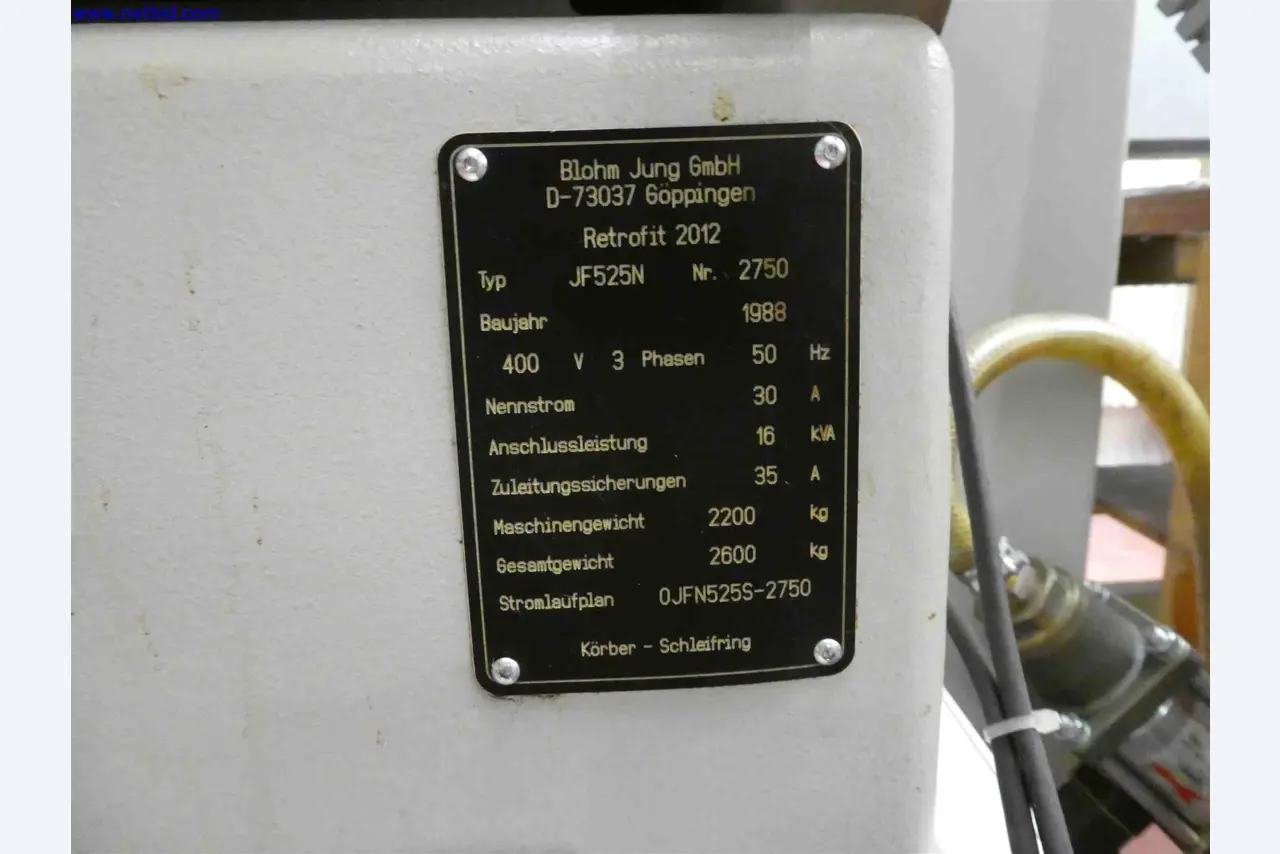 www.netbid.com
Blohm Jung GmbH
D-73037 Göppingen
Retrofit 2012
Typ JF525N Nr. 2750
Baujahr 1988
400 V 3 Phasen 50 Hz
Nennstrom 30 A
Anschlussleistung 16 kVA
Zuleitungssicherungen 35 A
Maschinengewicht 2200 kg
Gesamtgewicht 2600 kg
Stromlaufplan 0JFN525S-2750
Körber - Schleifring